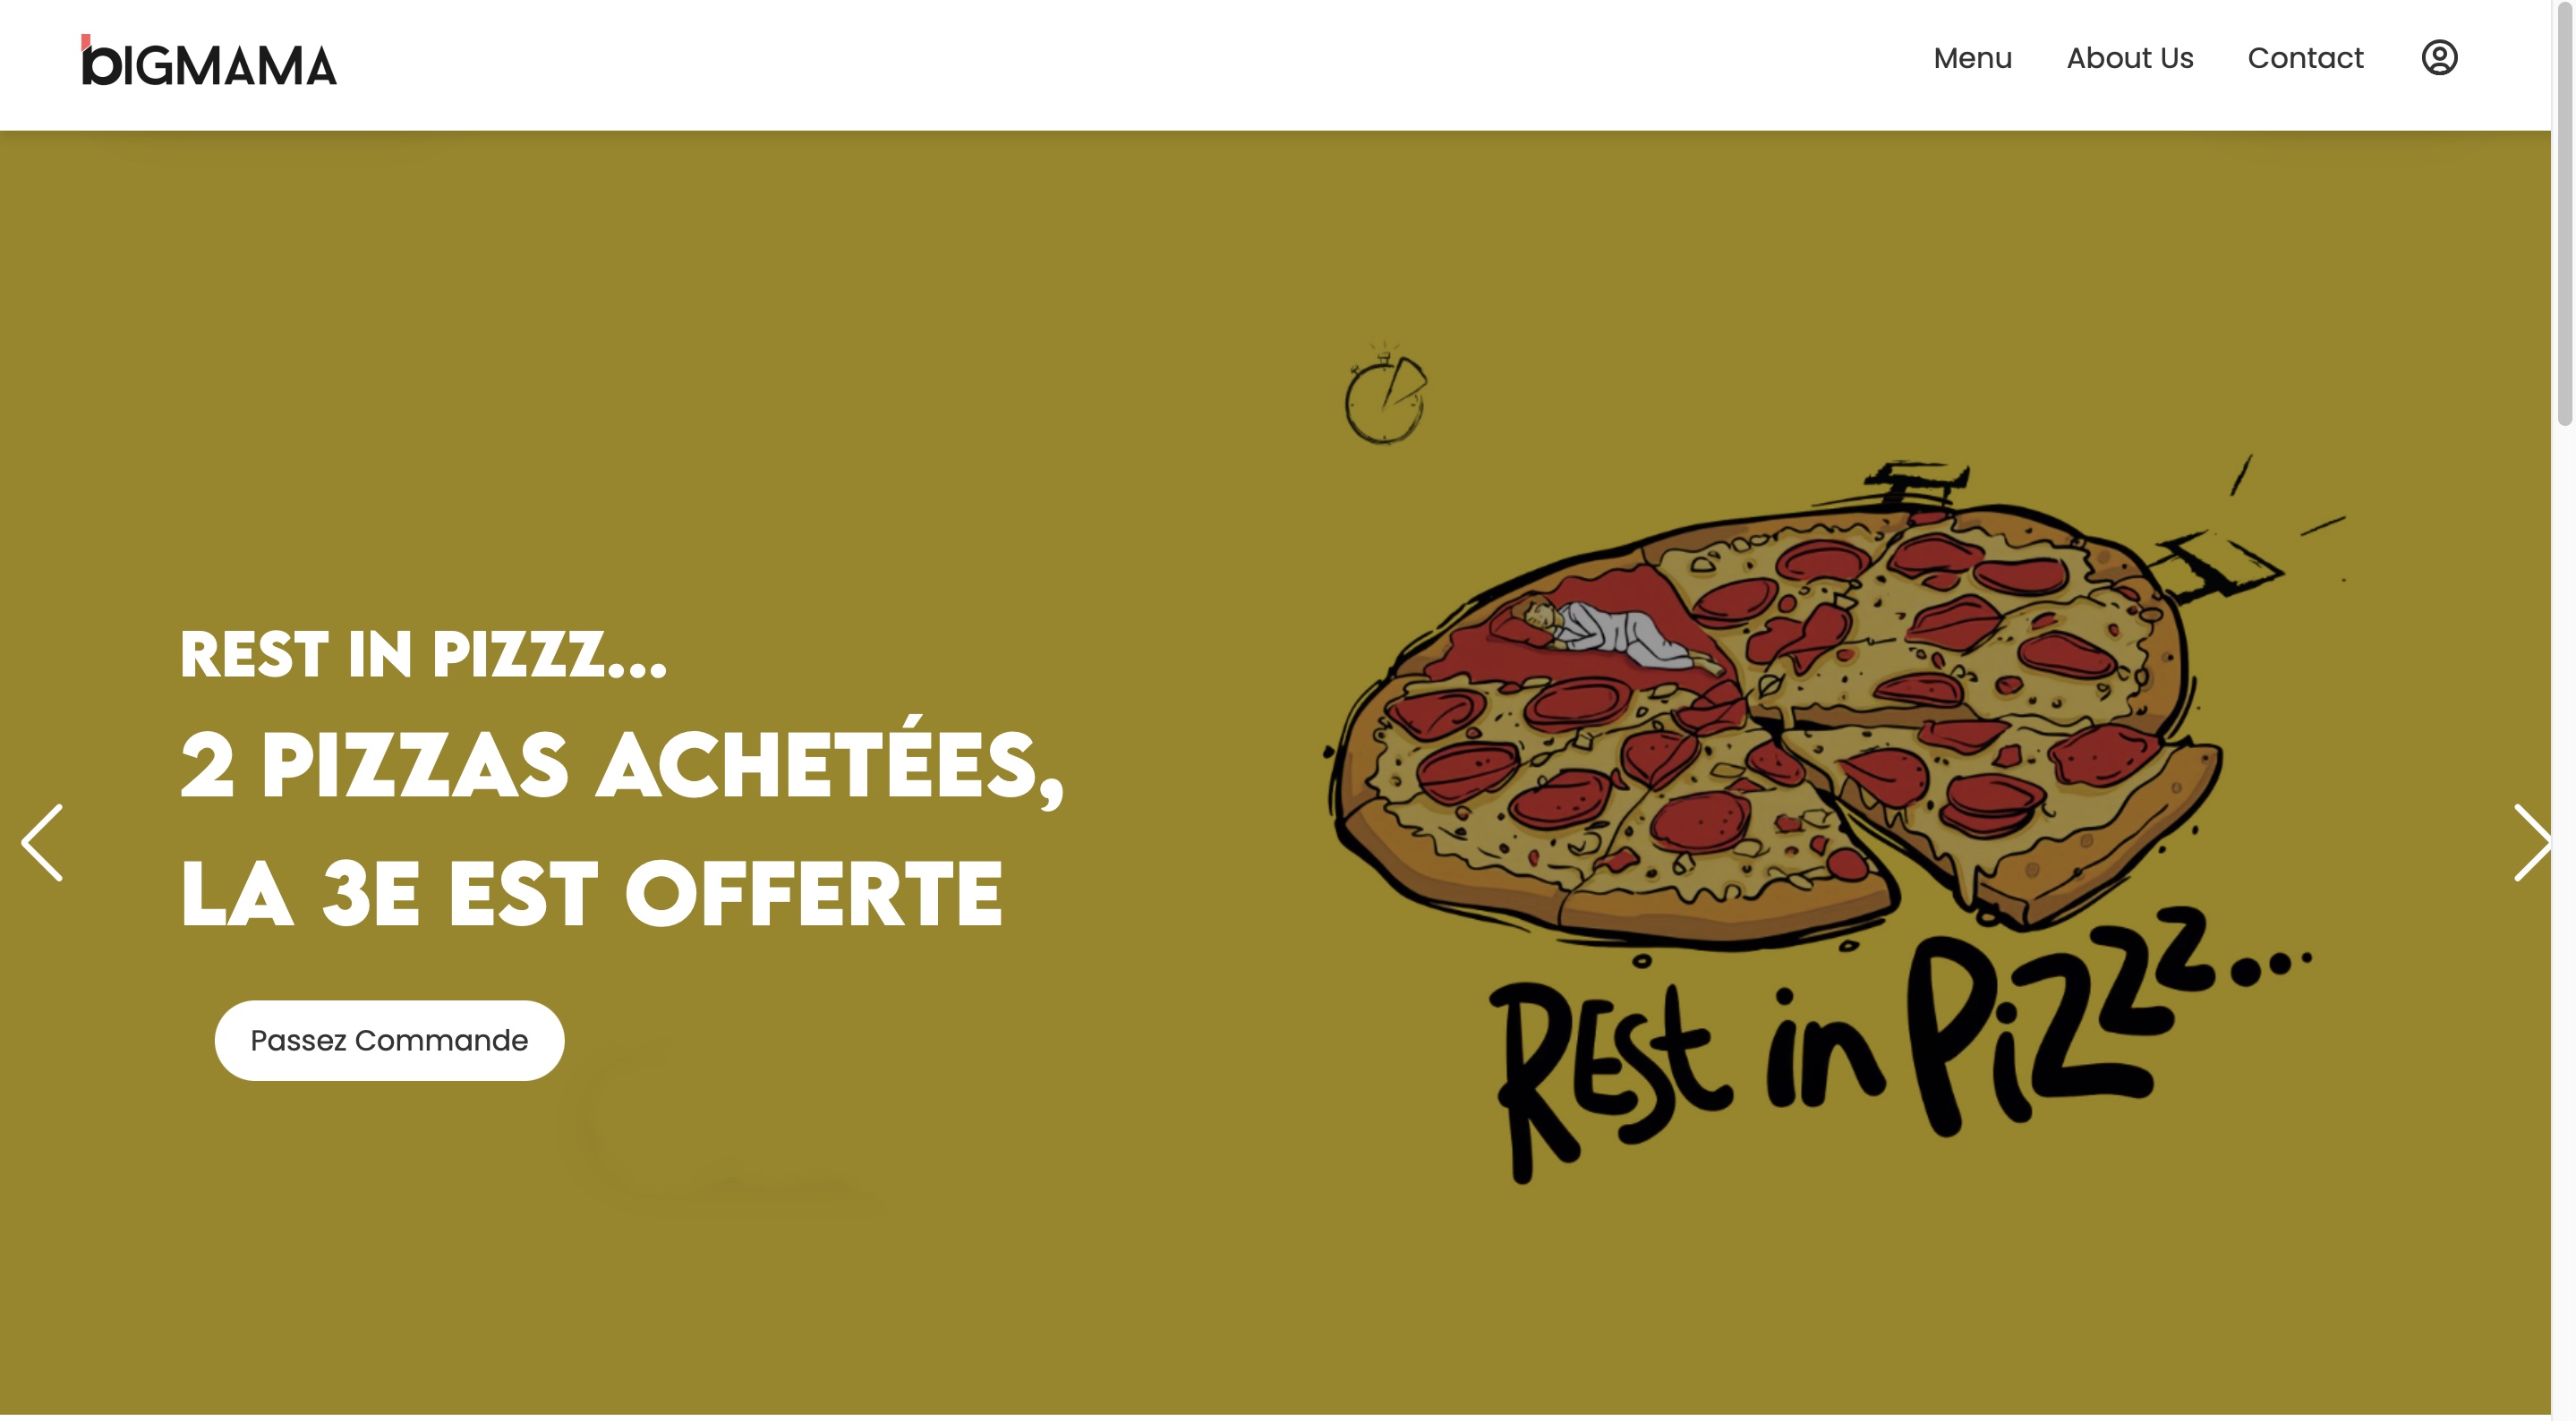 bIGMAMA
Menu About Us Contact
REST IN PIZZZ...
2 PIZZAS ACHETÉES,
LA 3E EST OFFERTE
Passez Commande
REST in PiZzz...